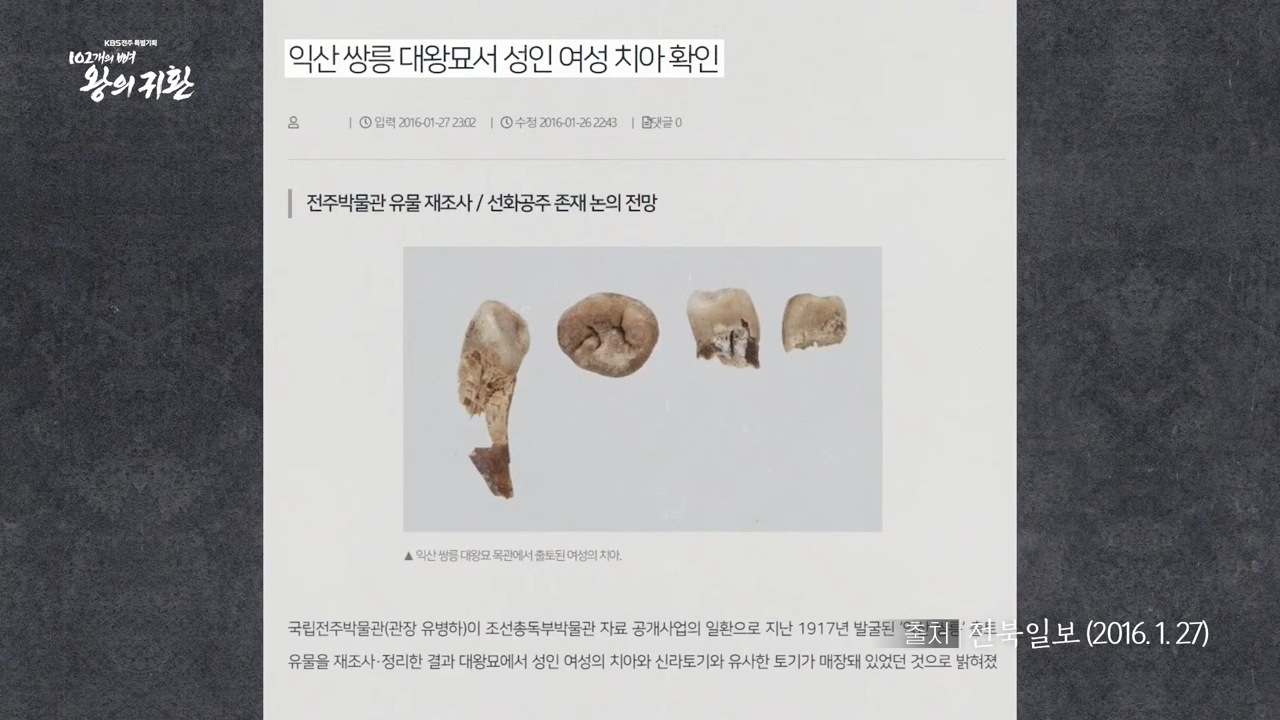 KBS전주 특별기획
102개의 뼈
왕의 귀환
익산 쌍릉 대왕묘서 성인 여성 치아 확인
| 입력 2016-01-27 23:02 | 수정 2016-01-26 22:43 | 댓글 0
전주박물관 유물 재조사 / 선화공주 존재 논의 전망
▲ 익산 쌍릉 대왕묘 목관에서 출토된 여성의 치아.
국립전주박물관(관장 유병하)이 조선총독부박물관 자료 공개사업의 일환으로 지난 1917년 발굴된
유물을 재조사·정리한 결과 대왕묘에서 성인 여성의 치아와 신라토기와 유사한 토기가 매장돼 있었던 것으로 밝혀졌
출처 전북일보 (2016. 1. 27)